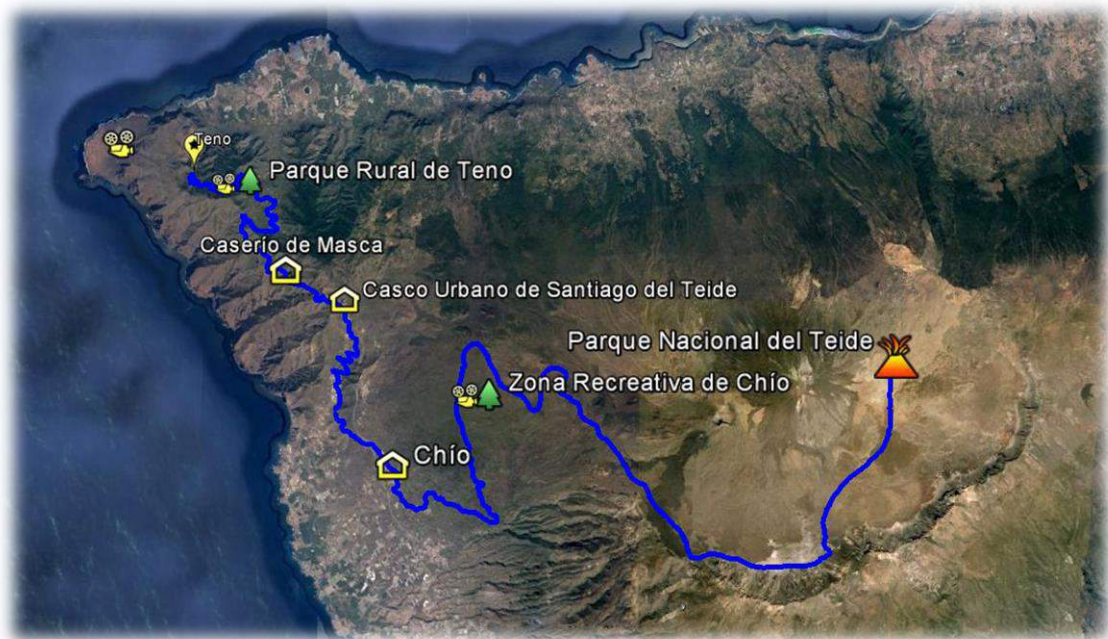 Teno
Parque Rural de Teno
Caserío de Masca
Casco Urbano de Santiago del Teide
Parque Nacional del Teide
Zona Recreativa de Chío
Chío